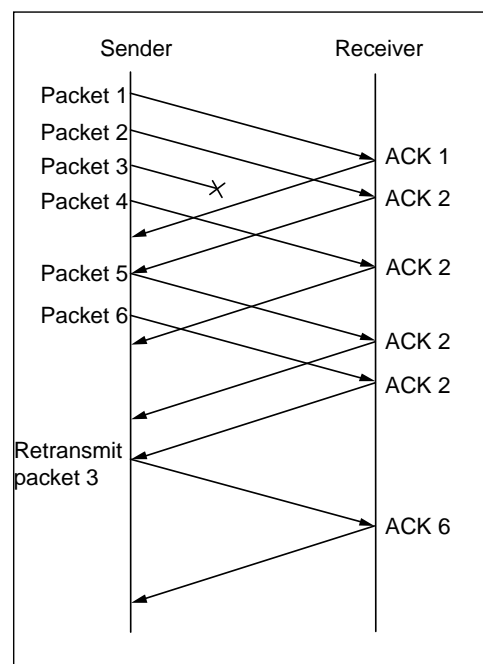 Sender
Receiver
Packet 1
Packet 2
Packet 3
Packet 4
Packet 5
Packet 6
Retransmit
packet 3
ACK 1
ACK 2
ACK 2
ACK 2
ACK 2
ACK 6